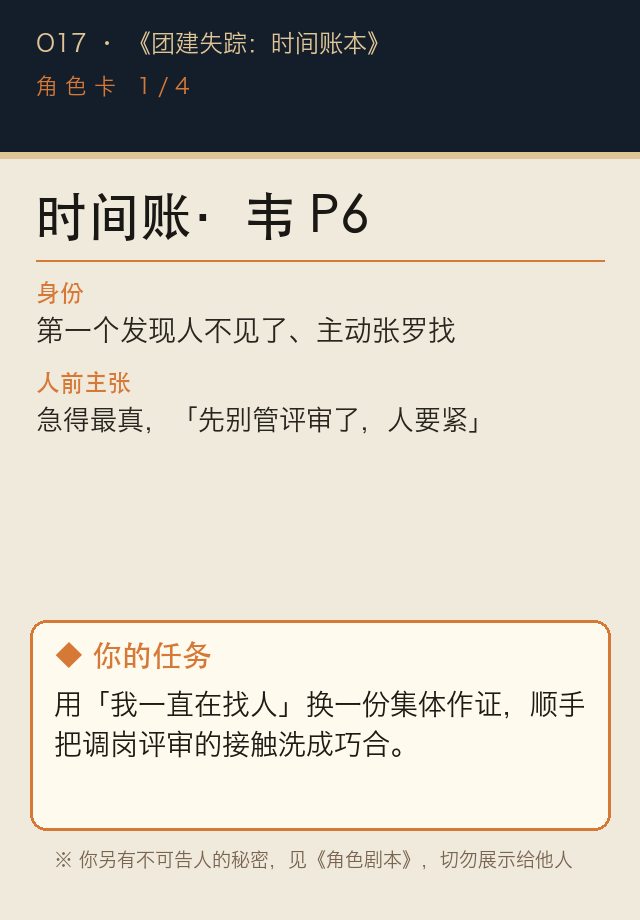 017 · 《团建失踪：时间账本》
角色卡 1/4
时间账· 韦 P6
身份
第一个发现人不见了、主动张罗找
人前主张
急得最真，「先别管评审了，人要紧」
◆ 你的任务
用「我一直在找人」换一份集体作证，顺手
把调岗评审的接触洗成巧合。
※ 你另有不可告人的秘密，见《角色剧本》，切勿展示给他人